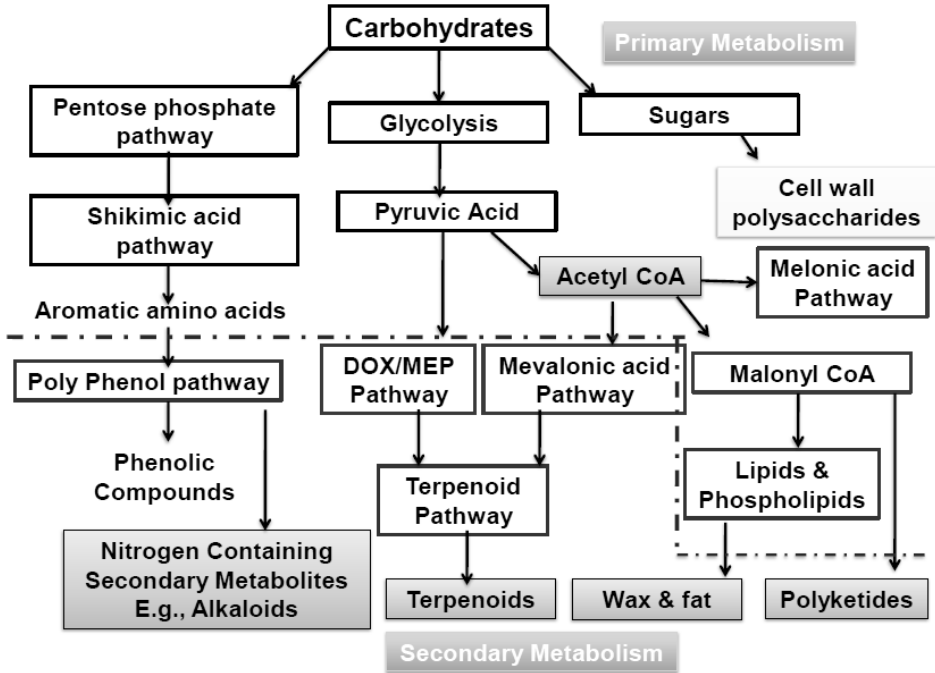 Carbohydrates
Primary Metabolism
Pentose phosphate
pathway
Glycolysis
Sugars
Cell wall
polysaccharides
Shikimic acid
pathway
Pyruvic Acid
Acetyl CoA
Melonic acid
Pathway
Aromatic amino acids
Poly Phenol pathway
DOX/MEP
Pathway
Mevalonic acid
Pathway
Malonyl CoA
Phenolic
Compounds
Terpenoid
Pathway
Lipids &
Phospholipids
Nitrogen Containing
Secondary Metabolites
E.g., Alkaloids
Terpenoids
Wax & fat
Polyketides
Secondary Metabolism